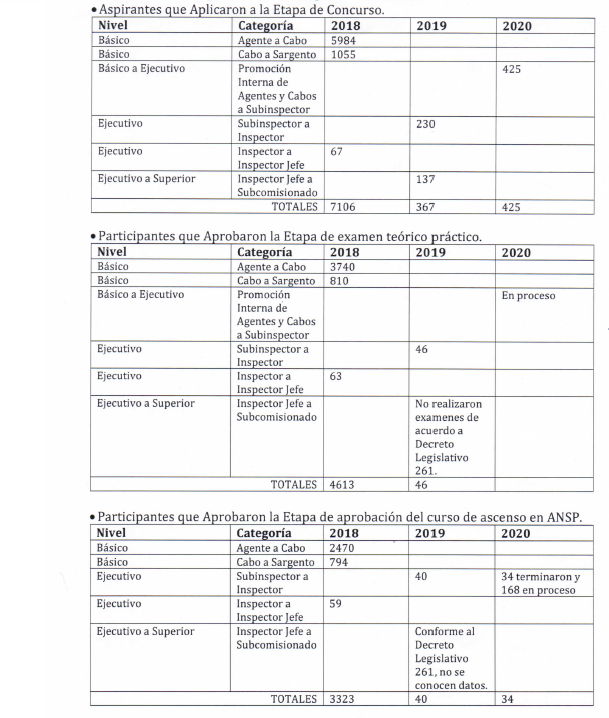 • Aspirantes que Aplicaron a la Etapa de Concurso.
Nivel Categoría 2018 2019 2020
Básico Agente a Cabo 5984
Básico Cabo a Sargento 1055
Básico a Ejecutivo Promoción 425
Interna de
Agentes y Cabos
a Subinspector
Ejecutivo Subinspector a 230
Inspector
Ejecutivo Inspector a 67
Inspector Jefe
Ejecutivo a Superior Inspector Jefe a 137
Subcomisionado
TOTALES 7106 367 425
• Participantes que Aprobaron la Etapa de examen teórico práctico.
Nivel Categoría 2018 2019 2020
Básico Agente a Cabo 3740
Básico Cabo a Sargento 810
Básico a Ejecutivo Promoción En proceso
Interna de
Agentes y Cabos
a Subinspector
Ejecutivo Subinspector a 46
Inspector
Ejecutivo Inspector a 63
Inspector Jefe
Ejecutivo a Superior Inspector Jefe a No realizaron
Subcomisionado examenes de
acuerdo a
Decreto
Legislativo
261.
TOTALES 4613 46
• Participantes que Aprobaron la Etapa de aprobación del curso de ascenso en ANSP.
Nivel Categoría 2018 2019 2020
Básico Agente a Cabo 2470
Básico Cabo a Sargento 794
Ejecutivo Subinspector a 40 34 terminaron y
Inspector 168 en proceso
Ejecutivo Inspector a 59
Inspector Jefe
Ejecutivo a Superior Inspector Jefe a Conforme al
Subcomisionado Decreto
Legislativo
261, no se
conocen datos.
TOTALES 3323 40 34